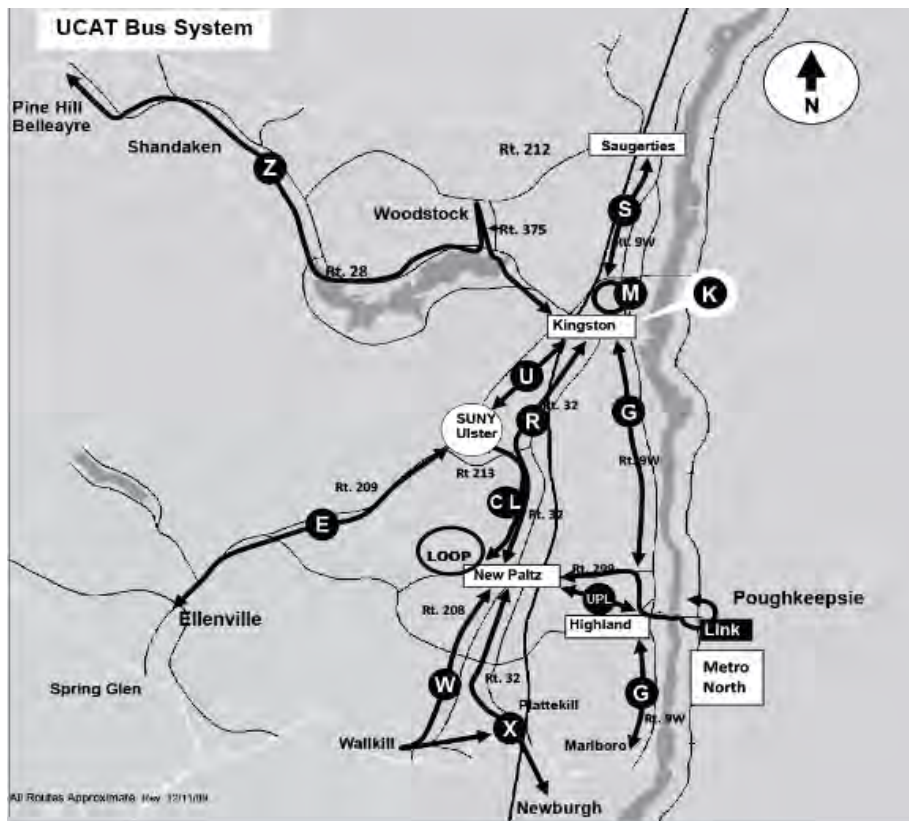 UCAT Bus System
N
Pine Hill
Belleayre
Shandaken
Z
Rt. 212
Saugerties
Woodstock
S
Rt. 375
Rt. 9W
Rt. 28
M
K
Kingston
U
SUNY
Ulster
R
Rt. 32
G
Rt. 9W
Rt 213
Rt. 209
E
C L
Rt. 32
LOOP
New Paltz
Rt. 299
UPL
Poughkeepsie
Ellenville
Rt. 208
Highland
Link
Metro
North
Spring Glen
W
Rt. 32
G
Plattekill
Rt. 9W
X
Wallkill
Marlboro
Newburgh
All Routes Approximate Rev